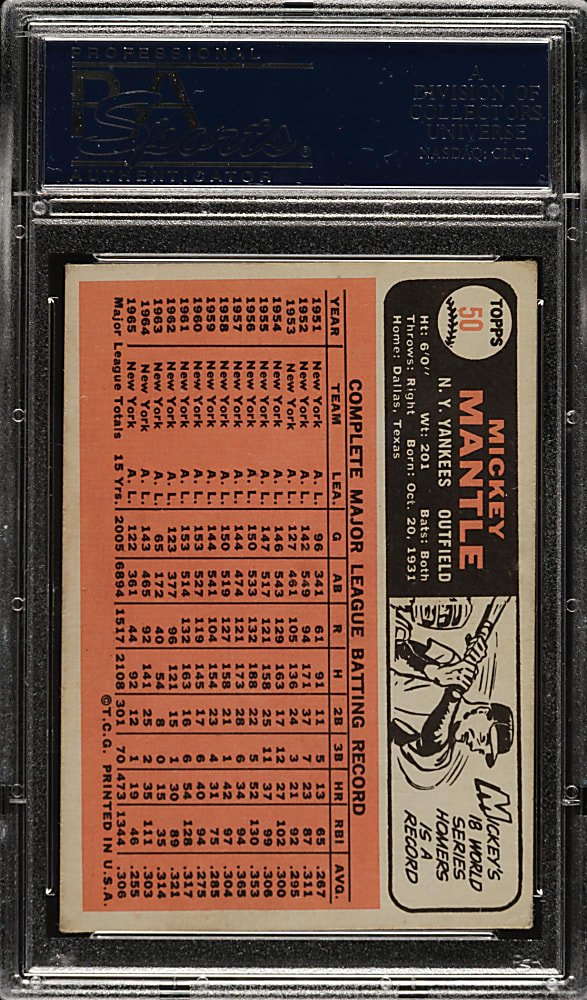 PROFESSIONAL
PSA
Sports®
AUTHENTICATOR
A
DIVISION OF
COLLECTORS
UNIVERSE
NASDAQ: CLCT
TOPPS
50
MICKEY
MANTLE
N. Y. YANKEES OUTFIELD
Ht: 6'0" Wt: 201 Bats: Both
Throws: Right Born: Oct. 20, 1931
Home: Dallas, Texas
MICKEY'S
18 WORLD
SERIES
HOMERS
IS A
RECORD
COMPLETE MAJOR LEAGUE BATTING RECORD
YEAR TEAM LEA. G AB R H 2B 3B HR RBI AVG.
1951 New York A. L. 96 341 61 91 11 5 13 65 .267
1952 New York A. L. 142 549 94 171 37 7 23 87 .311
1953 New York A. L. 127 461 105 136 24 3 21 92 .295
1954 New York A. L. 146 543 129 163 17 12 27 102 .300
1955 New York A. L. 147 517 121 158 25 11 37 99 .306
1956 New York A. L. 150 533 132 188 22 5 52 130 .353
1957 New York A. L. 144 474 121 173 28 6 34 94 .365
1958 New York A. L. 150 519 127 158 21 1 42 97 .304
1959 New York A. L. 144 541 104 154 23 4 31 75 .285
1960 New York A. L. 153 527 119 145 17 6 40 94 .275
1961 New York A. L. 153 514 132 163 16 6 54 128 .317
1962 New York A. L. 123 377 96 121 15 1 30 89 .321
1963 New York A. L. 65 172 40 54 8 0 15 35 .314
1964 New York A. L. 143 465 92 141 25 2 35 111 .303
1965 New York A. L. 122 361 44 92 12 1 19 46 .255
Major League Totals 15 Yrs. 2005 6894 1517 2108 301 70 473 1344 .306
©T.C.G. PRINTED IN U.S.A.